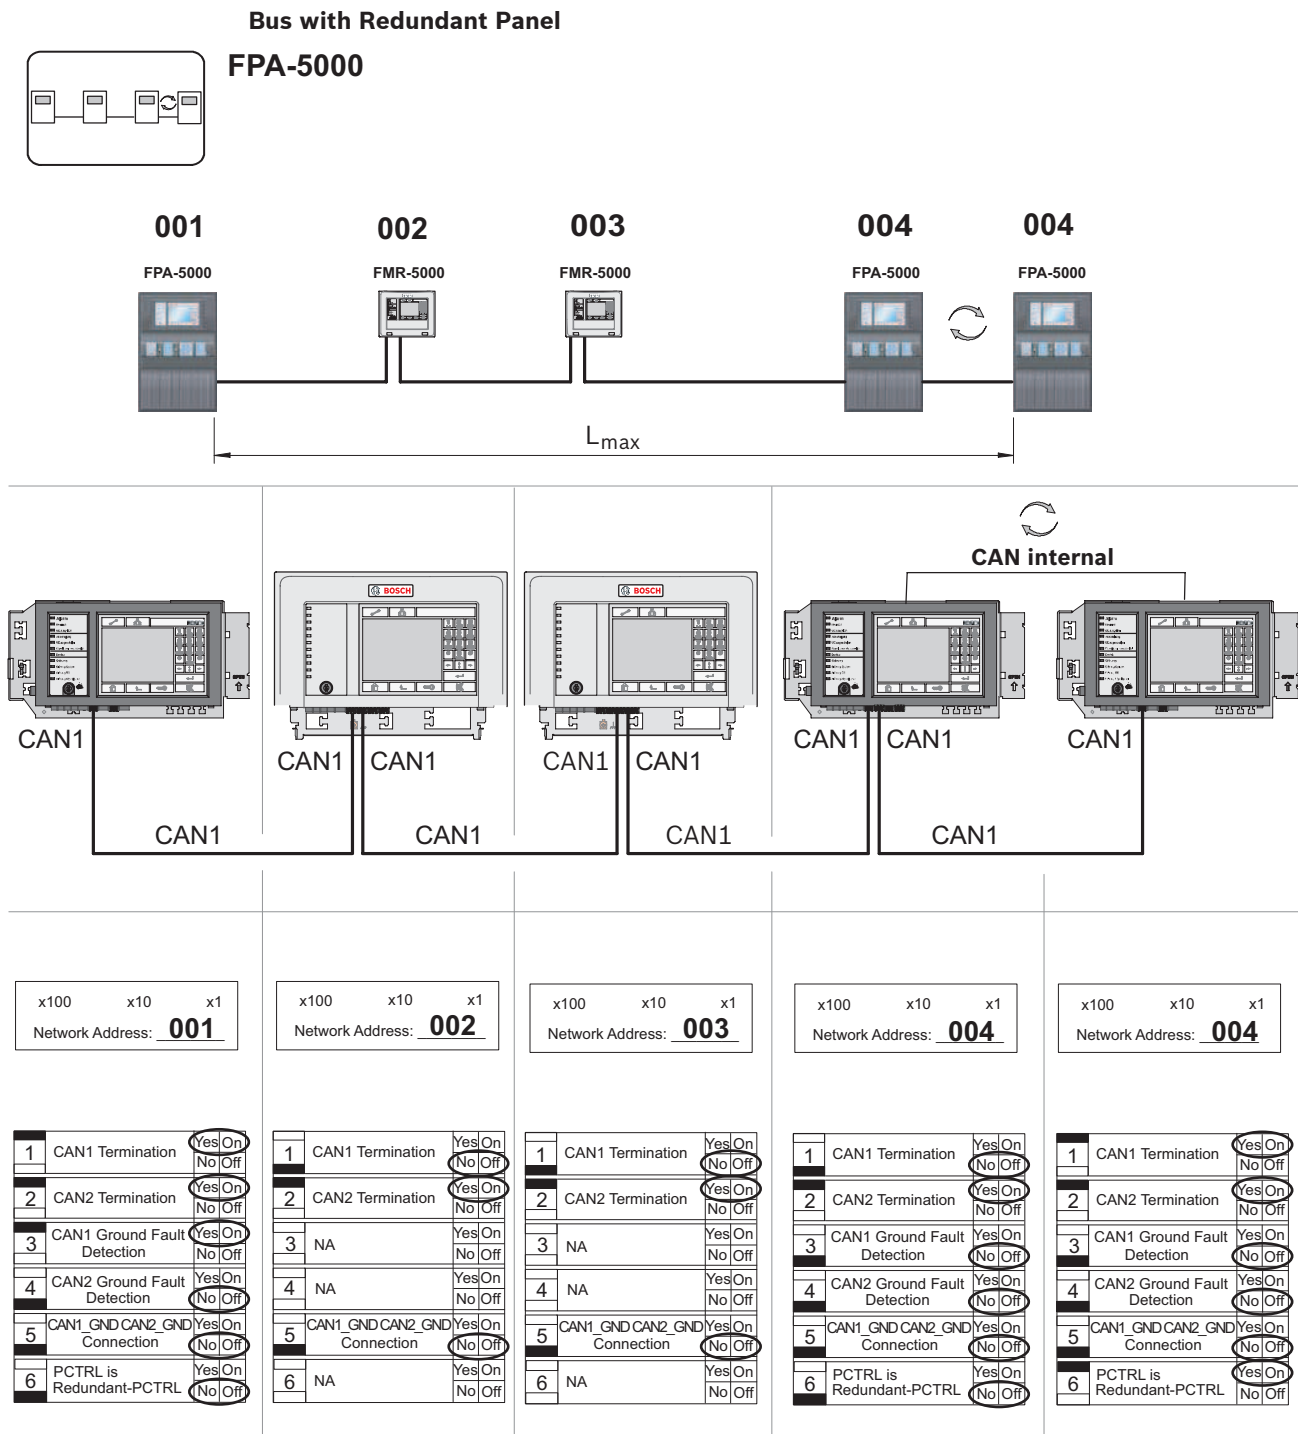 Bus with Redundant Panel
FPA-5000
001
002
003
004
004
FPA-5000
FMR-5000
FMR-5000
FPA-5000
FPA-5000
Lmax
CAN internal
BOSCH
BOSCH
OPEN
OPEN
OPEN
CAN1
CAN1
CAN1
CAN1
CAN1
CAN1
CAN1
CAN1
CAN1
CAN1
CAN1
CAN1
x100 x10 x1
Network Address: 001
x100 x10 x1
Network Address: 002
x100 x10 x1
Network Address: 003
x100 x10 x1
Network Address: 004
x100 x10 x1
Network Address: 004
1 CAN1 Termination Yes On
No Off
2 CAN2 Termination Yes On
No Off
3 CAN1 Ground Fault Yes On
Detection No Off
4 CAN2 Ground Fault Yes On
Detection No Off
5 CAN1_GND CAN2_GND Yes On
Connection No Off
6 PCTRL is Yes On
Redundant-PCTRL No Off
1 CAN1 Termination Yes On
No Off
2 CAN2 Termination Yes On
No Off
3 NA Yes On
No Off
4 NA Yes On
No Off
5 CAN1_GND CAN2_GND Yes On
Connection No Off
6 NA Yes On
No Off
1 CAN1 Termination Yes On
No Off
2 CAN2 Termination Yes On
No Off
3 NA Yes On
No Off
4 NA Yes On
No Off
5 CAN1_GND CAN2_GND Yes On
Connection No Off
6 NA Yes On
No Off
1 CAN1 Termination Yes On
No Off
2 CAN2 Termination Yes On
No Off
3 CAN1 Ground Fault Yes On
Detection No Off
4 CAN2 Ground Fault Yes On
Detection No Off
5 CAN1_GND CAN2_GND Yes On
Connection No Off
6 PCTRL is Yes On
Redundant-PCTRL No Off
1 CAN1 Termination Yes On
No Off
2 CAN2 Termination Yes On
No Off
3 CAN1 Ground Fault Yes On
Detection No Off
4 CAN2 Ground Fault Yes On
Detection No Off
5 CAN1_GND CAN2_GND Yes On
Connection No Off
6 PCTRL is Yes On
Redundant-PCTRL No Off